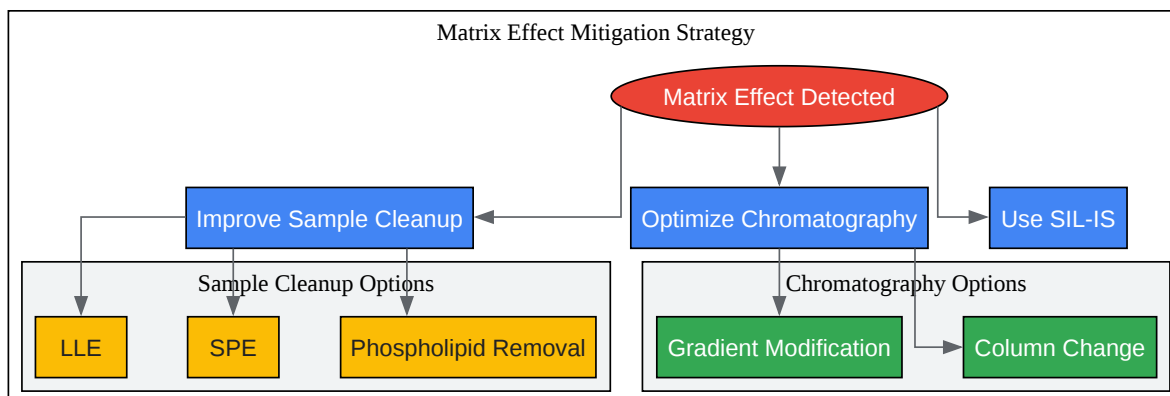 Matrix Effect Mitigation Strategy
Matrix Effect Detected
Improve Sample Cleanup
Optimize Chromatography
Use SIL-IS
Sample Cleanup Options
Chromatography Options
LLE
SPE
Phospholipid Removal
Gradient Modification
Column Change